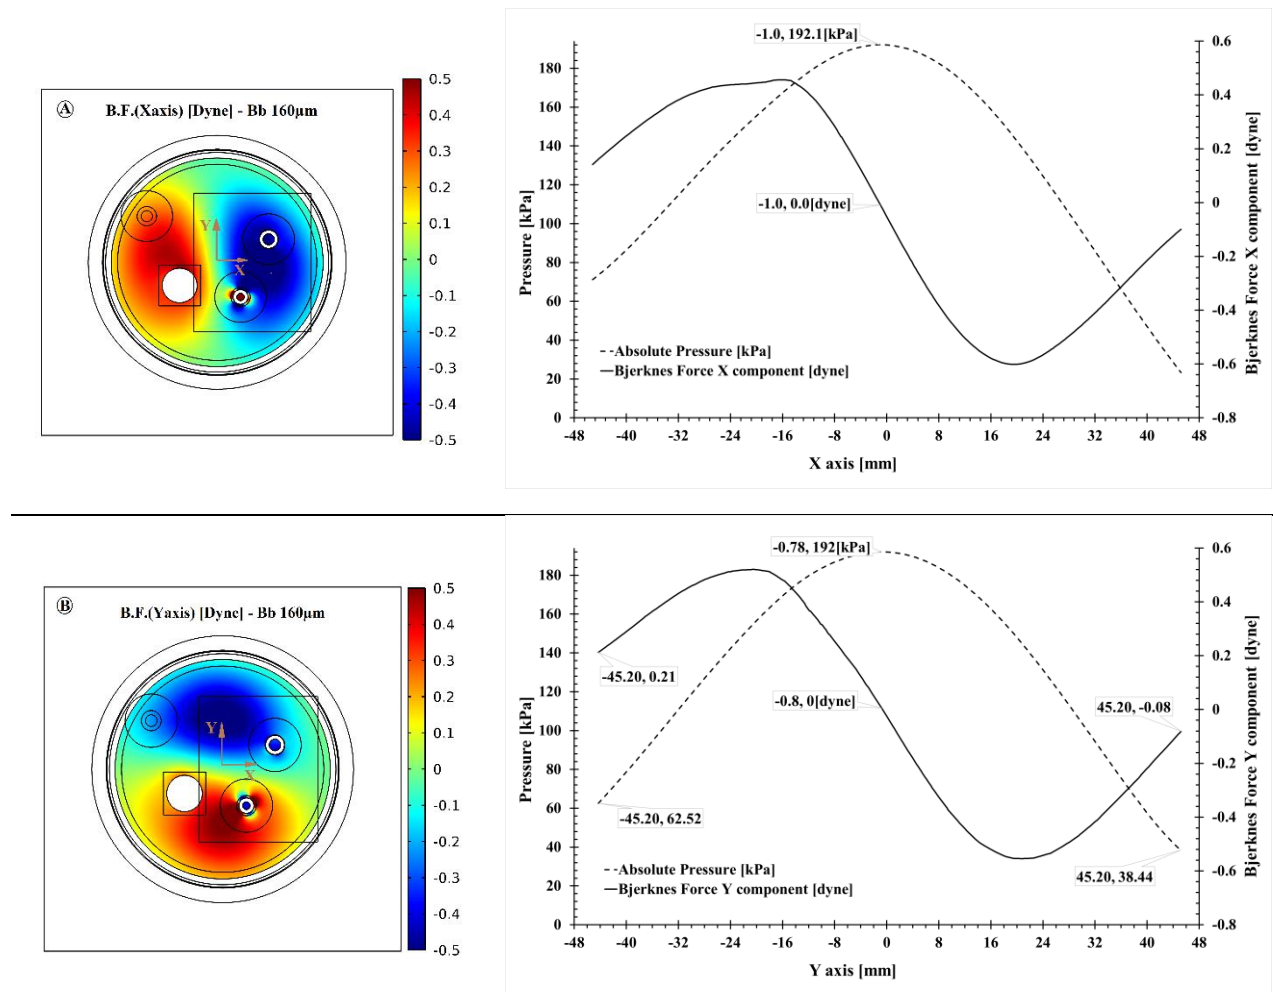 Ⓐ B.F.(Xaxis) [Dyne] - Bb 160µm
Y
X
0.5
0.4
0.3
0.2
0.1
0
-0.1
-0.2
-0.3
-0.4
-0.5
-1.0, 192.1[kPa]
-1.0, 0.0[dyne]
Pressure [kPa]
180
160
140
120
100
80
60
40
20
0
Absolute Pressure [kPa]
Bjerknes Force X component [dyne]
-48 -40 -32 -24 -16 -8 0 8 16 24 32 40 48
X axis [mm]
0.6
0.4
0.2
0
-0.2
-0.4
-0.6
-0.8
Bjerknes Force X component [dyne]
Ⓑ B.F.(Yaxis) [Dyne] - Bb 160µm
Y
X
0.5
0.4
0.3
0.2
0.1
0
-0.1
-0.2
-0.3
-0.4
-0.5
-0.78, 192[kPa]
-45.20, 0.21
-0.8, 0[dyne]
45.20, -0.08
-45.20, 62.52
45.20, 38.44
Pressure [kPa]
180
160
140
120
100
80
60
40
20
0
Absolute Pressure [kPa]
Bjerknes Force Y component [dyne]
-48 -40 -32 -24 -16 -8 0 8 16 24 32 40 48
Y axis [mm]
0.6
0.4
0.2
0
-0.2
-0.4
-0.6
-0.8
Bjerknes Force Y component [dyne]